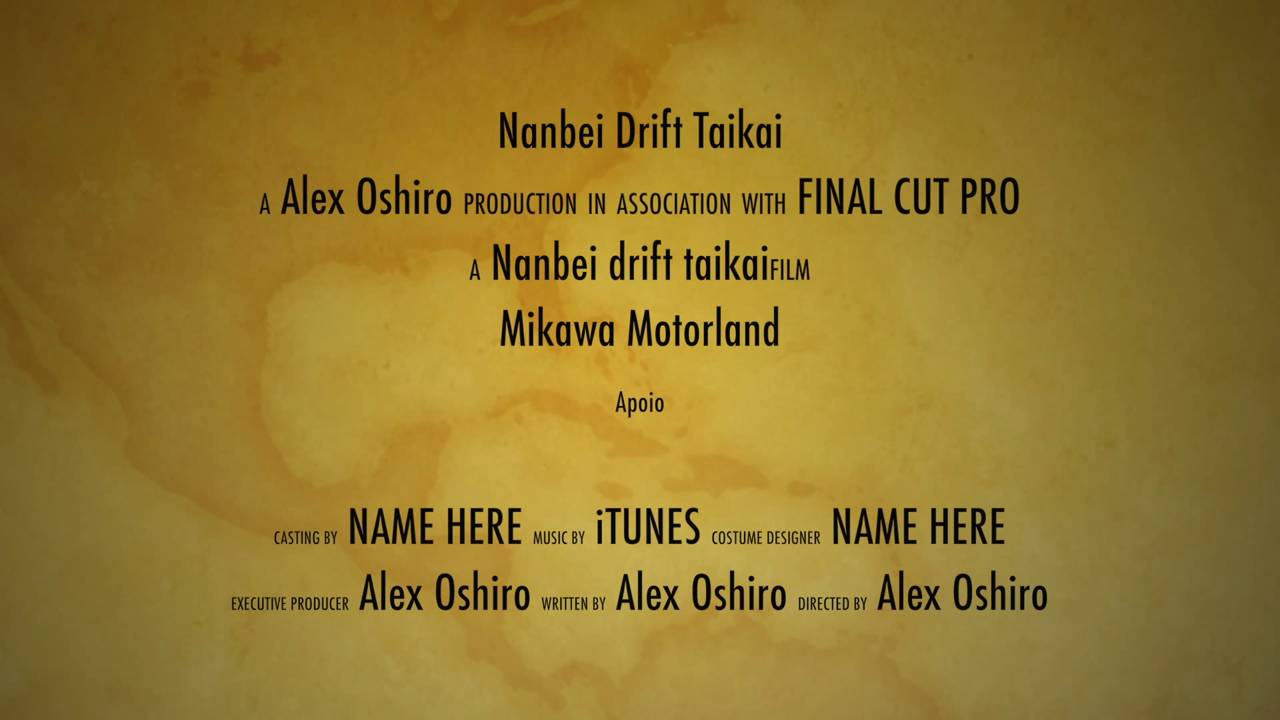 Nanbei Drift Taikai
A Alex Oshiro PRODUCTION IN ASSOCIATION WITH FINAL CUT PRO
A Nanbei drift taikaiFILM
Mikawa Motorland
Apoio
CASTING BY NAME HERE MUSIC BY iTUNES COSTUME DESIGNER NAME HERE
EXECUTIVE PRODUCER Alex Oshiro WRITTEN BY Alex Oshiro DIRECTED BY Alex Oshiro